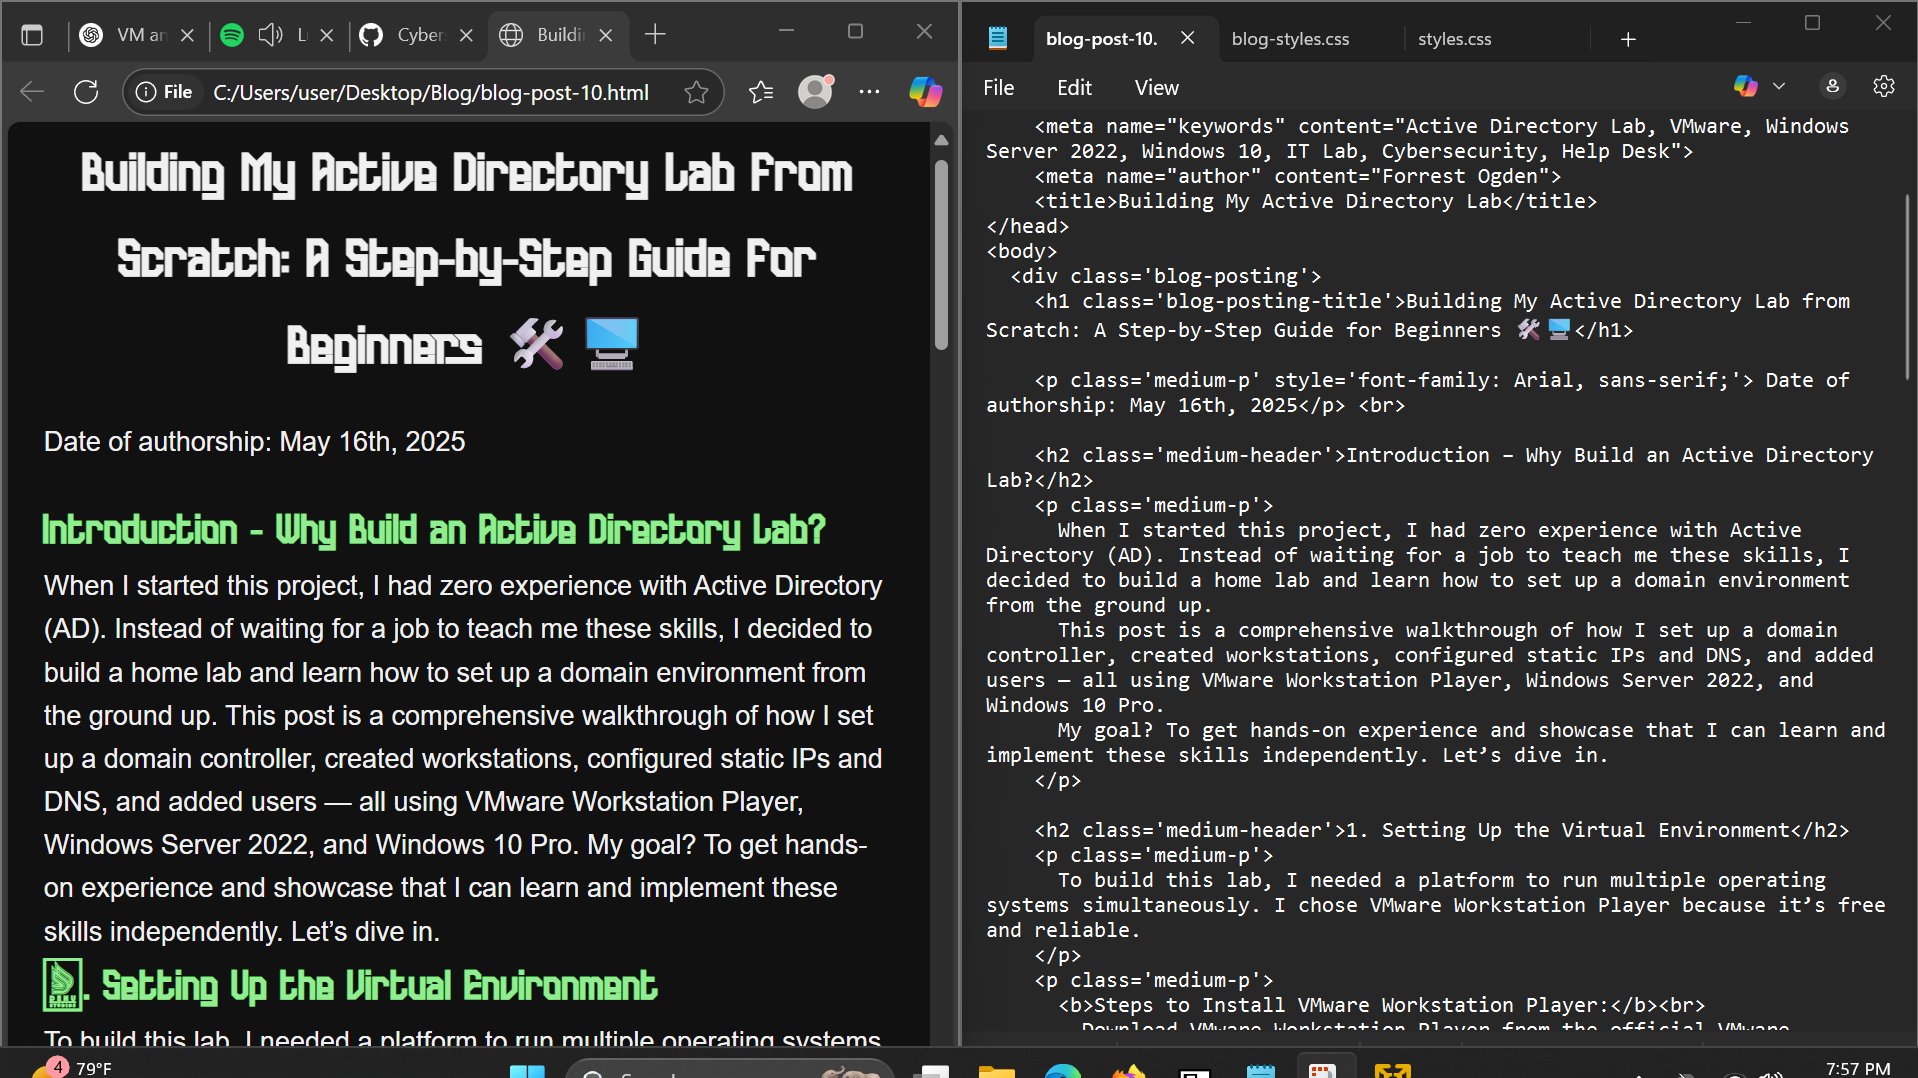 VM an
L
Cyber
Buildi
File
C:/Users/user/Desktop/Blog/blog-post-10.html
Building My Active Directory Lab From
Scratch: A Step-by-Step Guide For
Beginners 🛠️ 🖥️
Date of authorship: May 16th, 2025
Introduction - Why Build an Active Directory Lab?
When I started this project, I had zero experience with Active Directory
(AD). Instead of waiting for a job to teach me these skills, I decided to
build a home lab and learn how to set up a domain environment from
the ground up. This post is a comprehensive walkthrough of how I set
up a domain controller, created workstations, configured static IPs and
DNS, and added users — all using VMware Workstation Player,
Windows Server 2022, and Windows 10 Pro. My goal? To get hands-
on experience and showcase that I can learn and implement these
skills independently. Let’s dive in.
. Setting Up the Virtual Environment
To build this lab, I needed a platform to run multiple operating systems
blog-post-10.
blog-styles.css
styles.css
File Edit View
<meta name="keywords" content="Active Directory Lab, VMware, Windows
Server 2022, Windows 10, IT Lab, Cybersecurity, Help Desk">
<meta name="author" content="Forrest Ogden">
<title>Building My Active Directory Lab</title>
</head>
<body>
<div class='blog-posting'>
<h1 class='blog-posting-title'>Building My Active Directory Lab from
Scratch: A Step-by-Step Guide for Beginners 🛠️🖥️</h1>
<p class='medium-p' style='font-family: Arial, sans-serif;'> Date of
authorship: May 16th, 2025</p> <br>
<h2 class='medium-header'>Introduction – Why Build an Active Directory
Lab?</h2>
<p class='medium-p'>
When I started this project, I had zero experience with Active
Directory (AD). Instead of waiting for a job to teach me these skills, I
decided to build a home lab and learn how to set up a domain environment
from the ground up.
This post is a comprehensive walkthrough of how I set up a domain
controller, created workstations, configured static IPs and DNS, and added
users — all using VMware Workstation Player, Windows Server 2022, and
Windows 10 Pro.
My goal? To get hands-on experience and showcase that I can learn and
implement these skills independently. Let’s dive in.
</p>
<h2 class='medium-header'>1. Setting Up the Virtual Environment</h2>
<p class='medium-p'>
To build this lab, I needed a platform to run multiple operating
systems simultaneously. I chose VMware Workstation Player because it’s free
and reliable.
</p>
<p class='medium-p'>
<b>Steps to Install VMware Workstation Player:</b><br>
Download VMware Workstation Player from the official VMware
4
79°F
7:57 PM